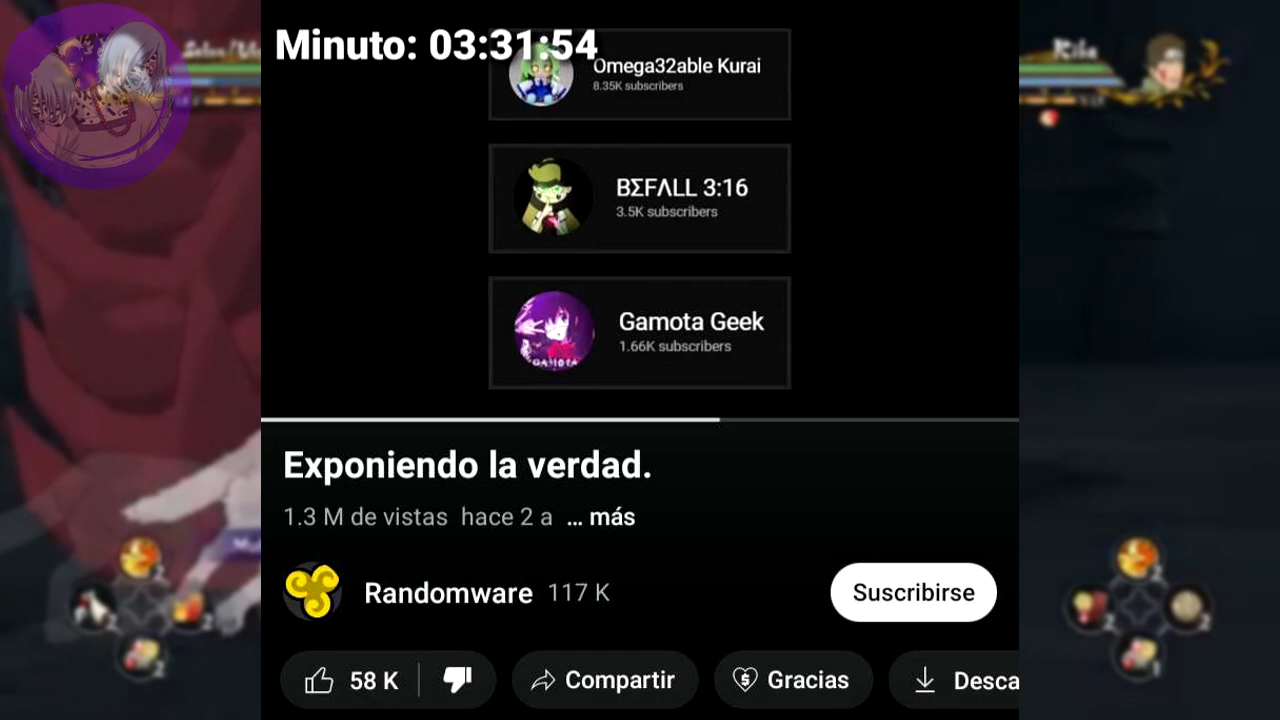 Minuto: 03:31:54
Omega32able Kurai
8.35K subscribers
BΣFΛLL 3:16
3.5K subscribers
Gamota Geek
1.66K subscribers
GAMOTA
Exponiendo la verdad.
1.3 M de vistas hace 2 a ... más
Randomware 117 K
Suscribirse
58 K
Compartir
Gracias
Desca